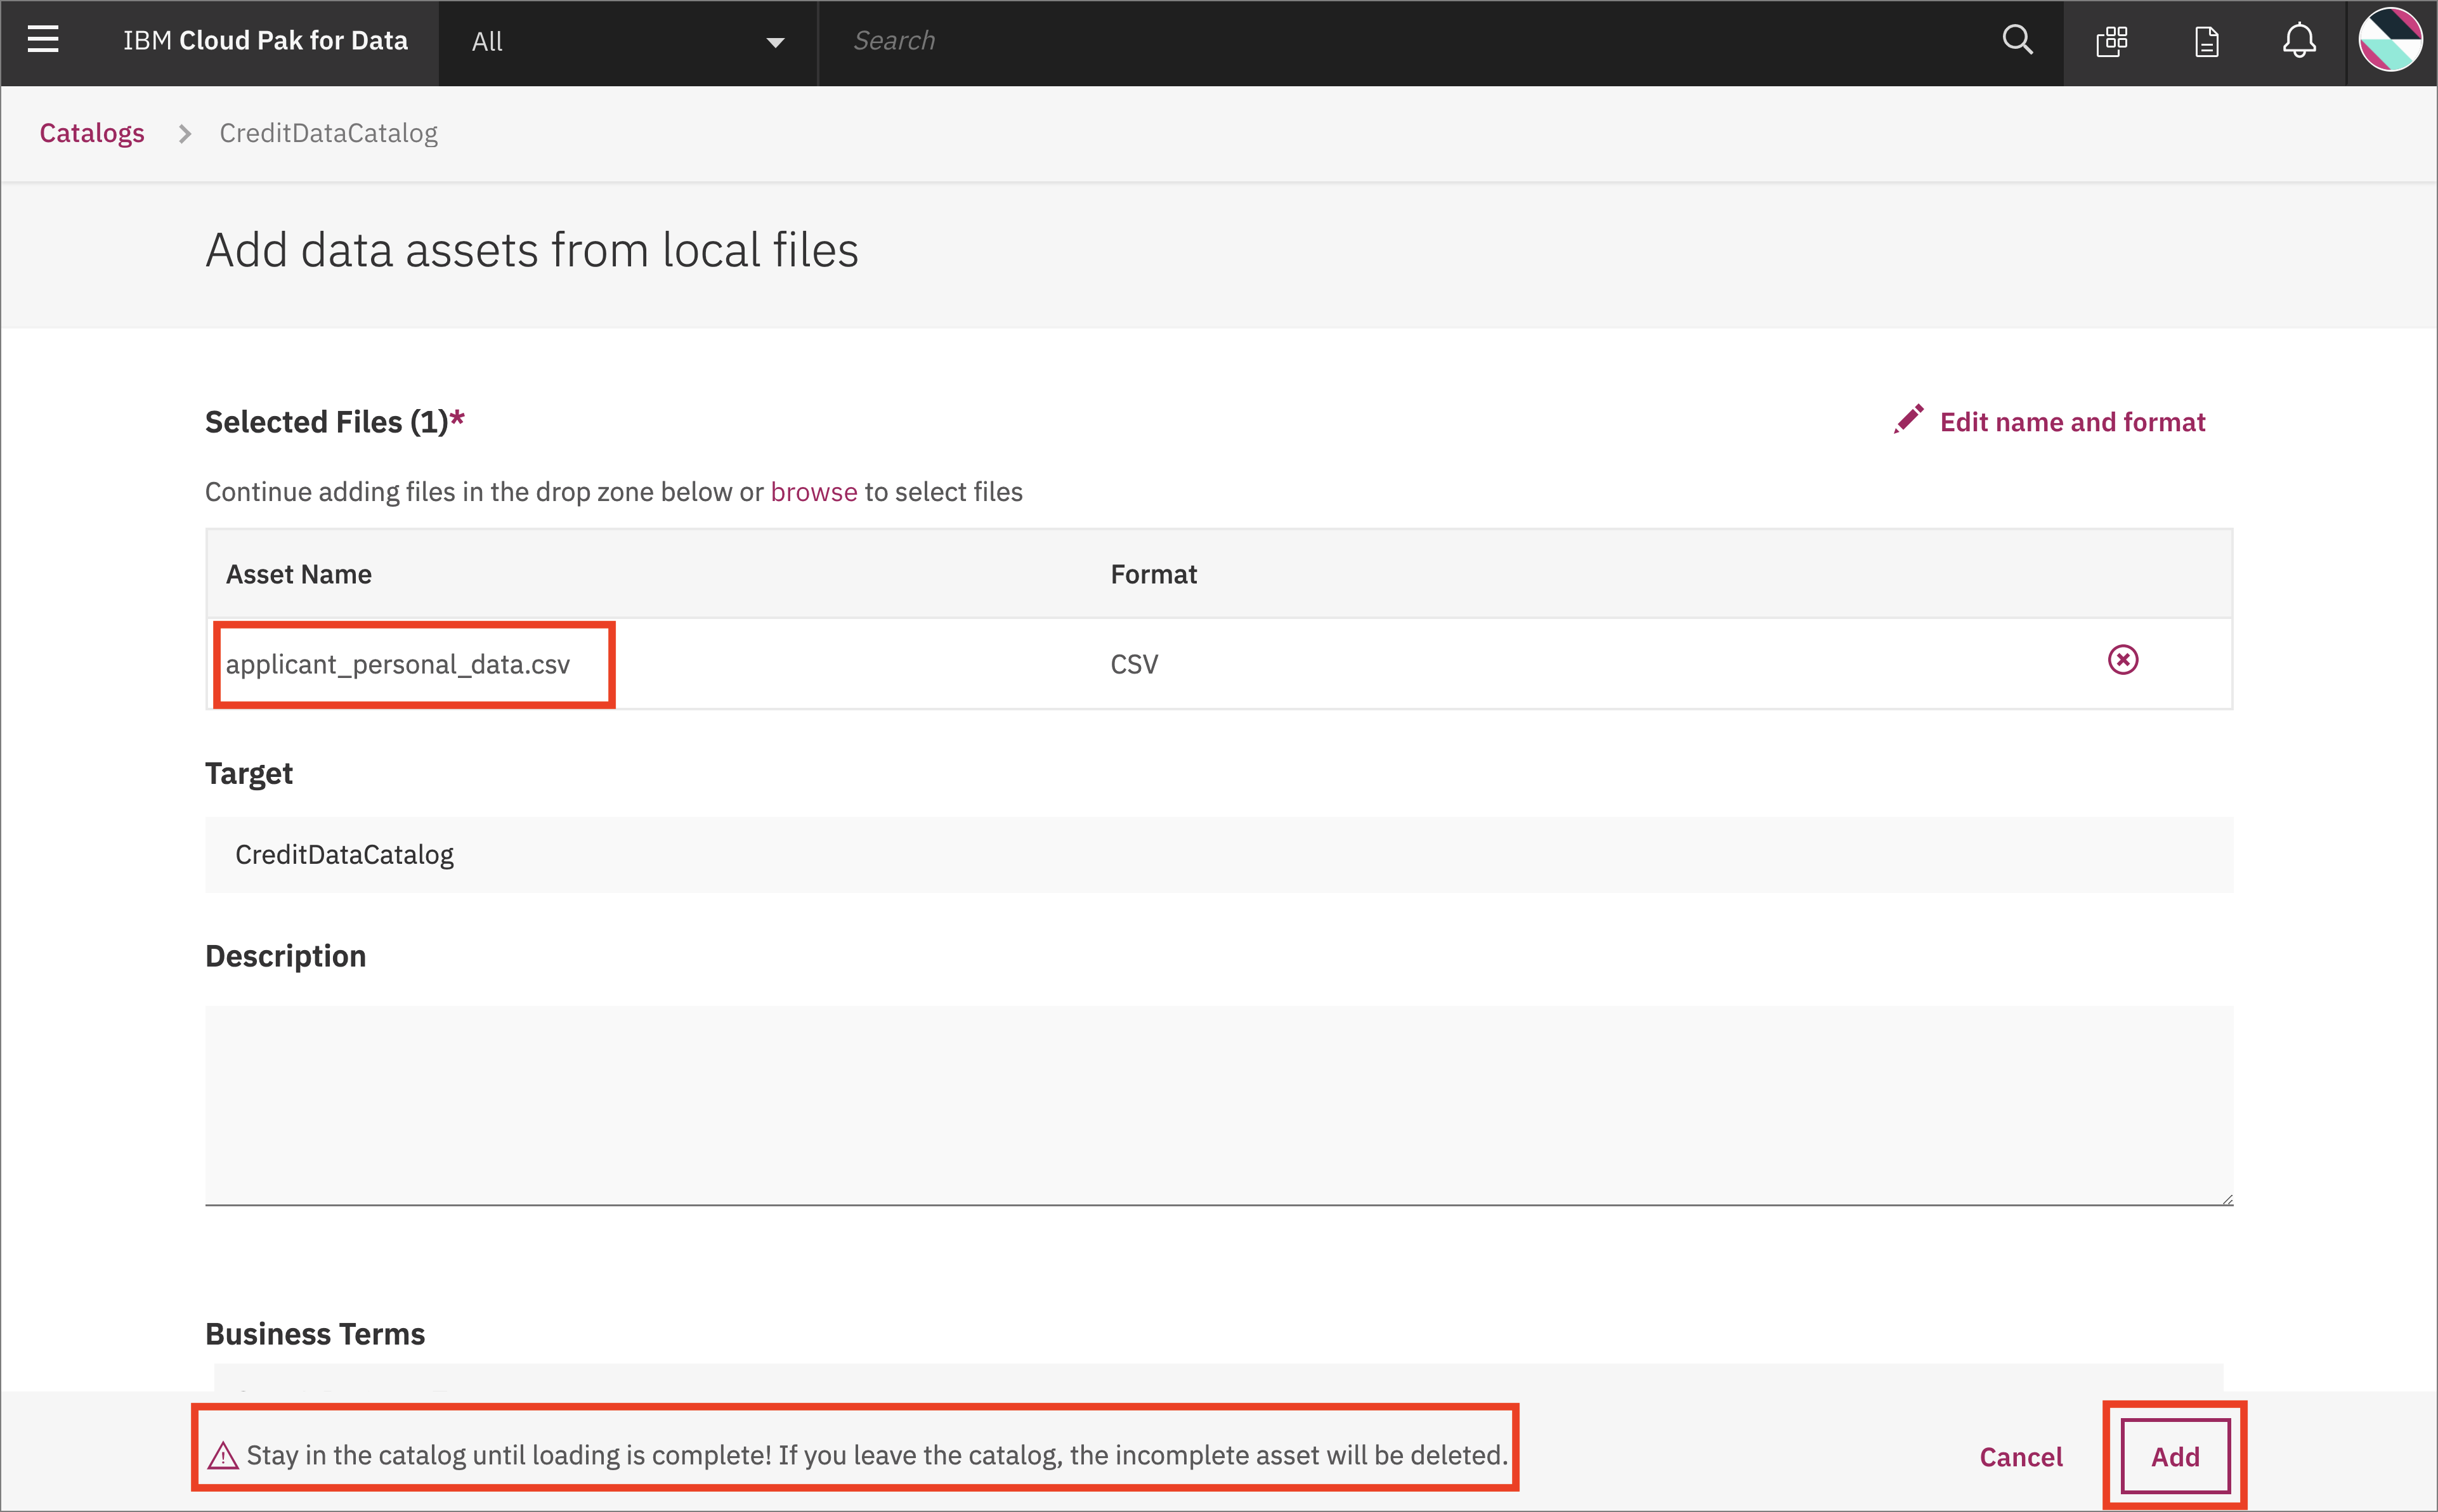 IBM Cloud Pak for Data
All
Search
Catalogs > CreditDataCatalog
Add data assets from local files
Selected Files (1)*
Edit name and format
Continue adding files in the drop zone below or browse to select files
Asset Name Format
applicant_personal_data.csv CSV
Target
CreditDataCatalog
Description
Business Terms
Stay in the catalog until loading is complete! If you leave the catalog, the incomplete asset will be deleted.
Cancel
Add